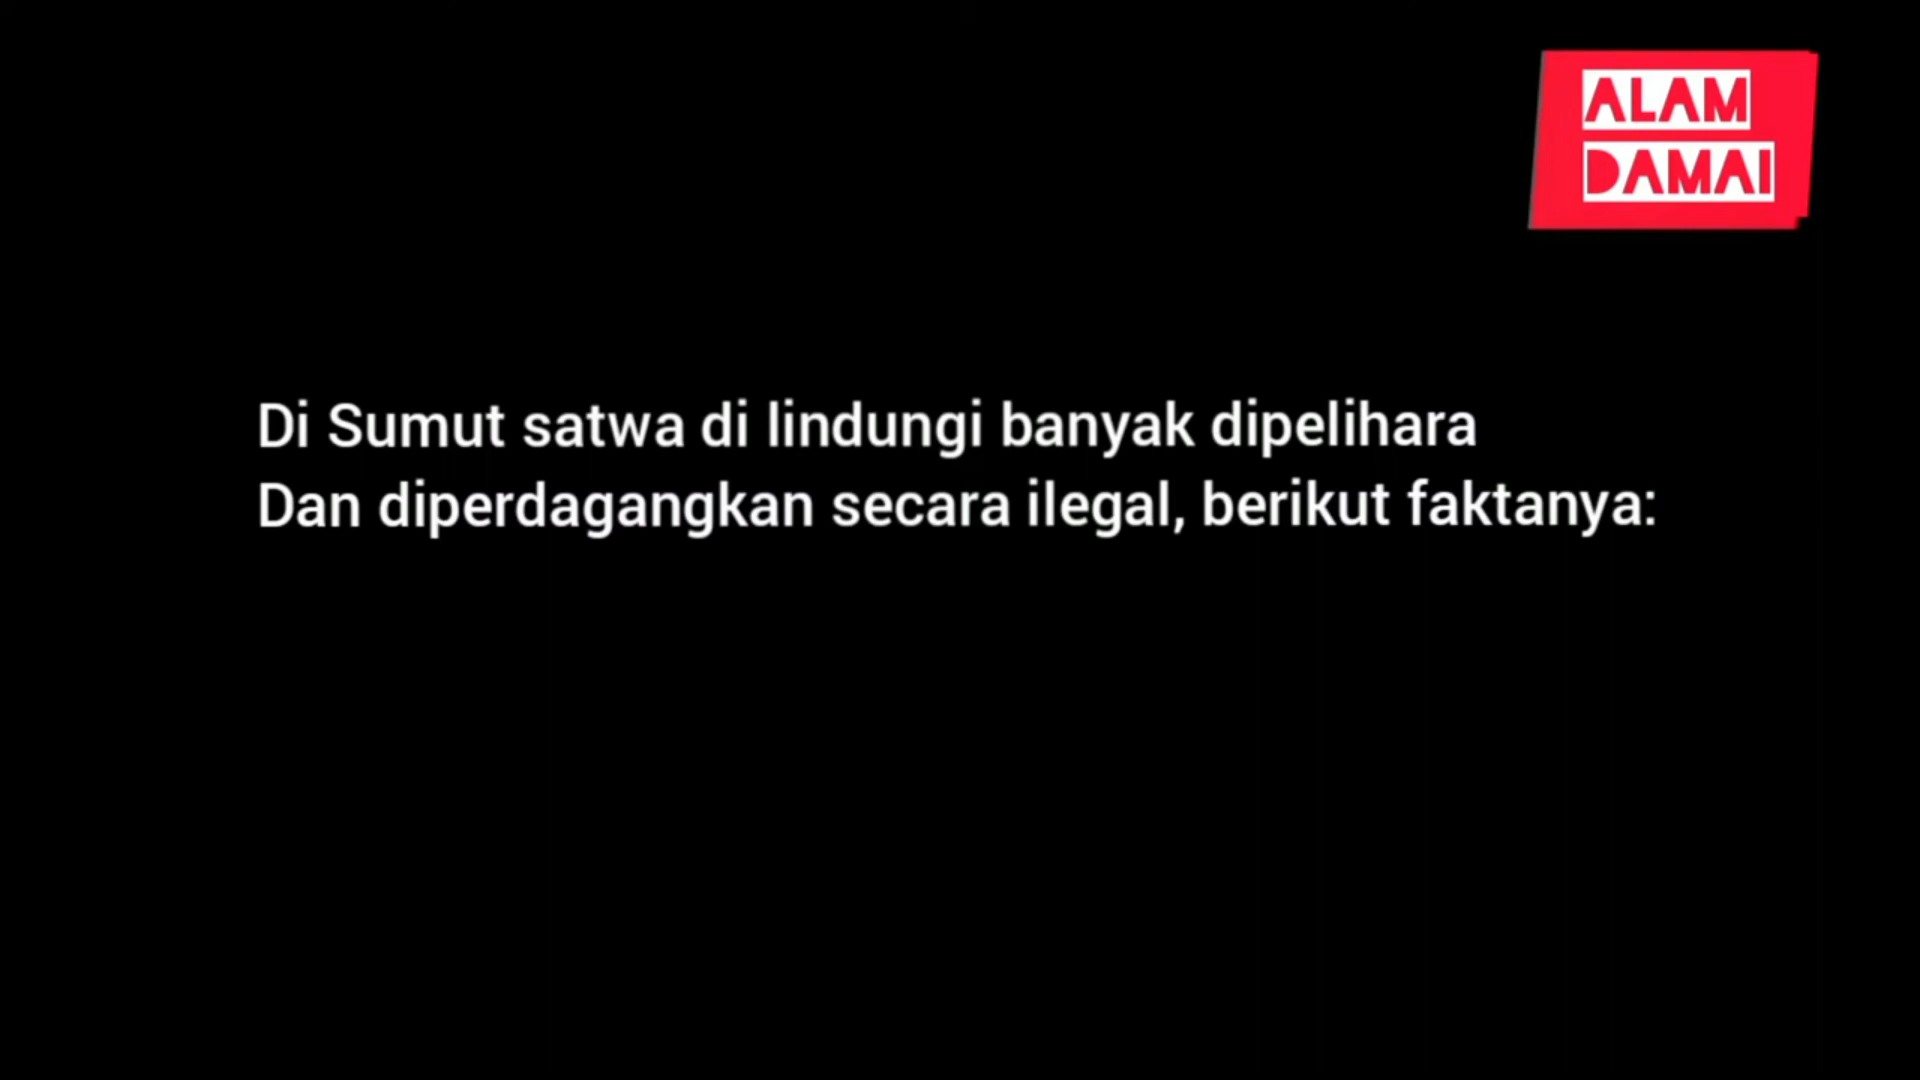 ALAM
DAMAI
Di Sumut satwa di lindungi banyak dipelihara
Dan diperdagangkan secara ilegal, berikut faktanya: